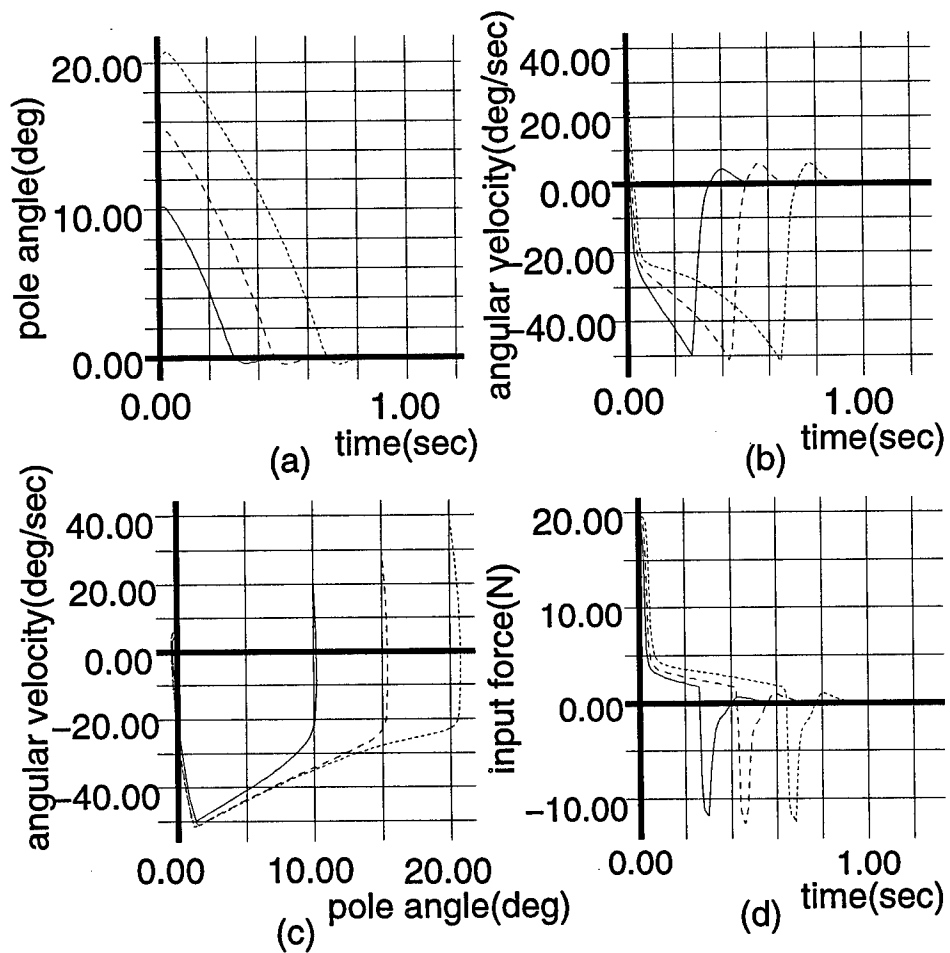 20.00
10.00
0.00
pole angle(deg)
0.00
1.00
time(sec)
(a)
40.00
20.00
0.00
−20.00
−40.00
angular velocity(deg/sec)
0.00
1.00
time(sec)
(b)
40.00
20.00
0.00
−20.00
−40.00
angular velocity(deg/sec)
0.00
10.00
20.00
pole angle(deg)
(c)
20.00
10.00
0.00
−10.00
input force(N)
0.00
1.00
time(sec)
(d)